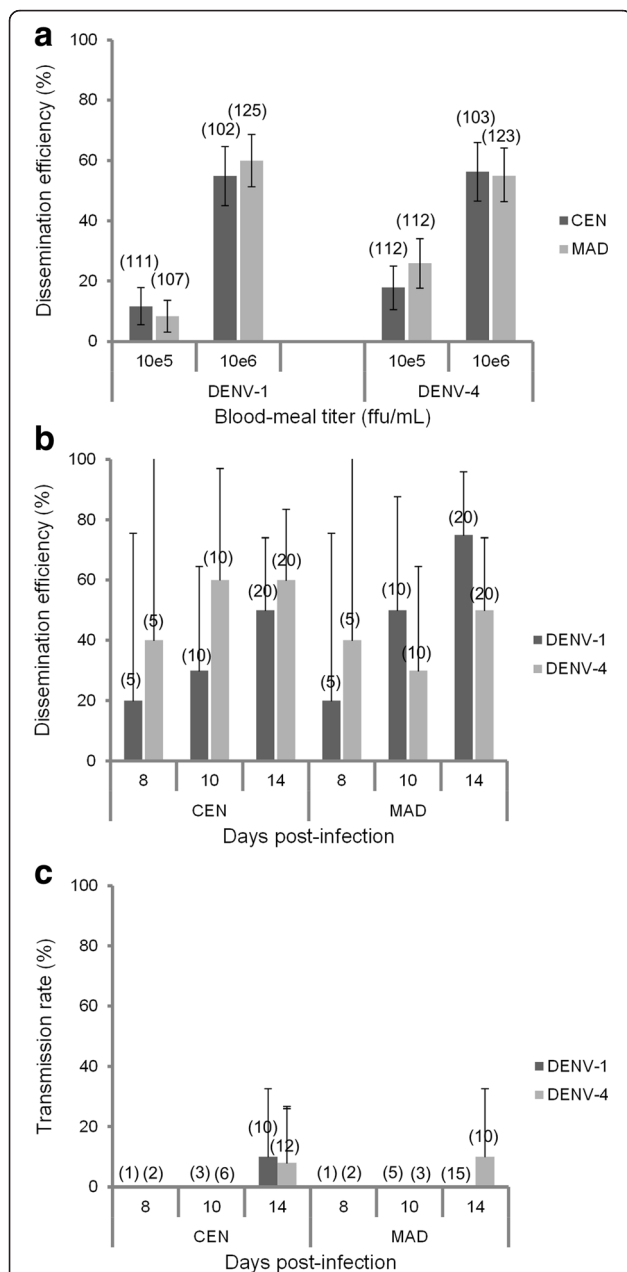 a
Dissemination efficiency (%)
100
80
60
40
20
0
(111)
(107)
(102)
(125)
(112)
(112)
(103)
(123)
CEN
MAD
10e5
10e6
10e5
10e6
DENV-1
DENV-4
Blood-meal titer (ffu/mL)
b
Dissemination efficiency (%)
100
80
60
40
20
0
(5)
(5)
(10)
(10)
(20)
(20)
(5)
(5)
(10)
(10)
(20)
(20)
DENV-1
DENV-4
8
10
14
8
10
14
CEN
MAD
Days post-infection
c
Transmission rate (%)
100
80
60
40
20
0
(1) (2)
(3) (6)
(10)
(12)
(1) (2)
(5) (3)
(15)
(10)
DENV-1
DENV-4
8
10
14
8
10
14
CEN
MAD
Days post-infection